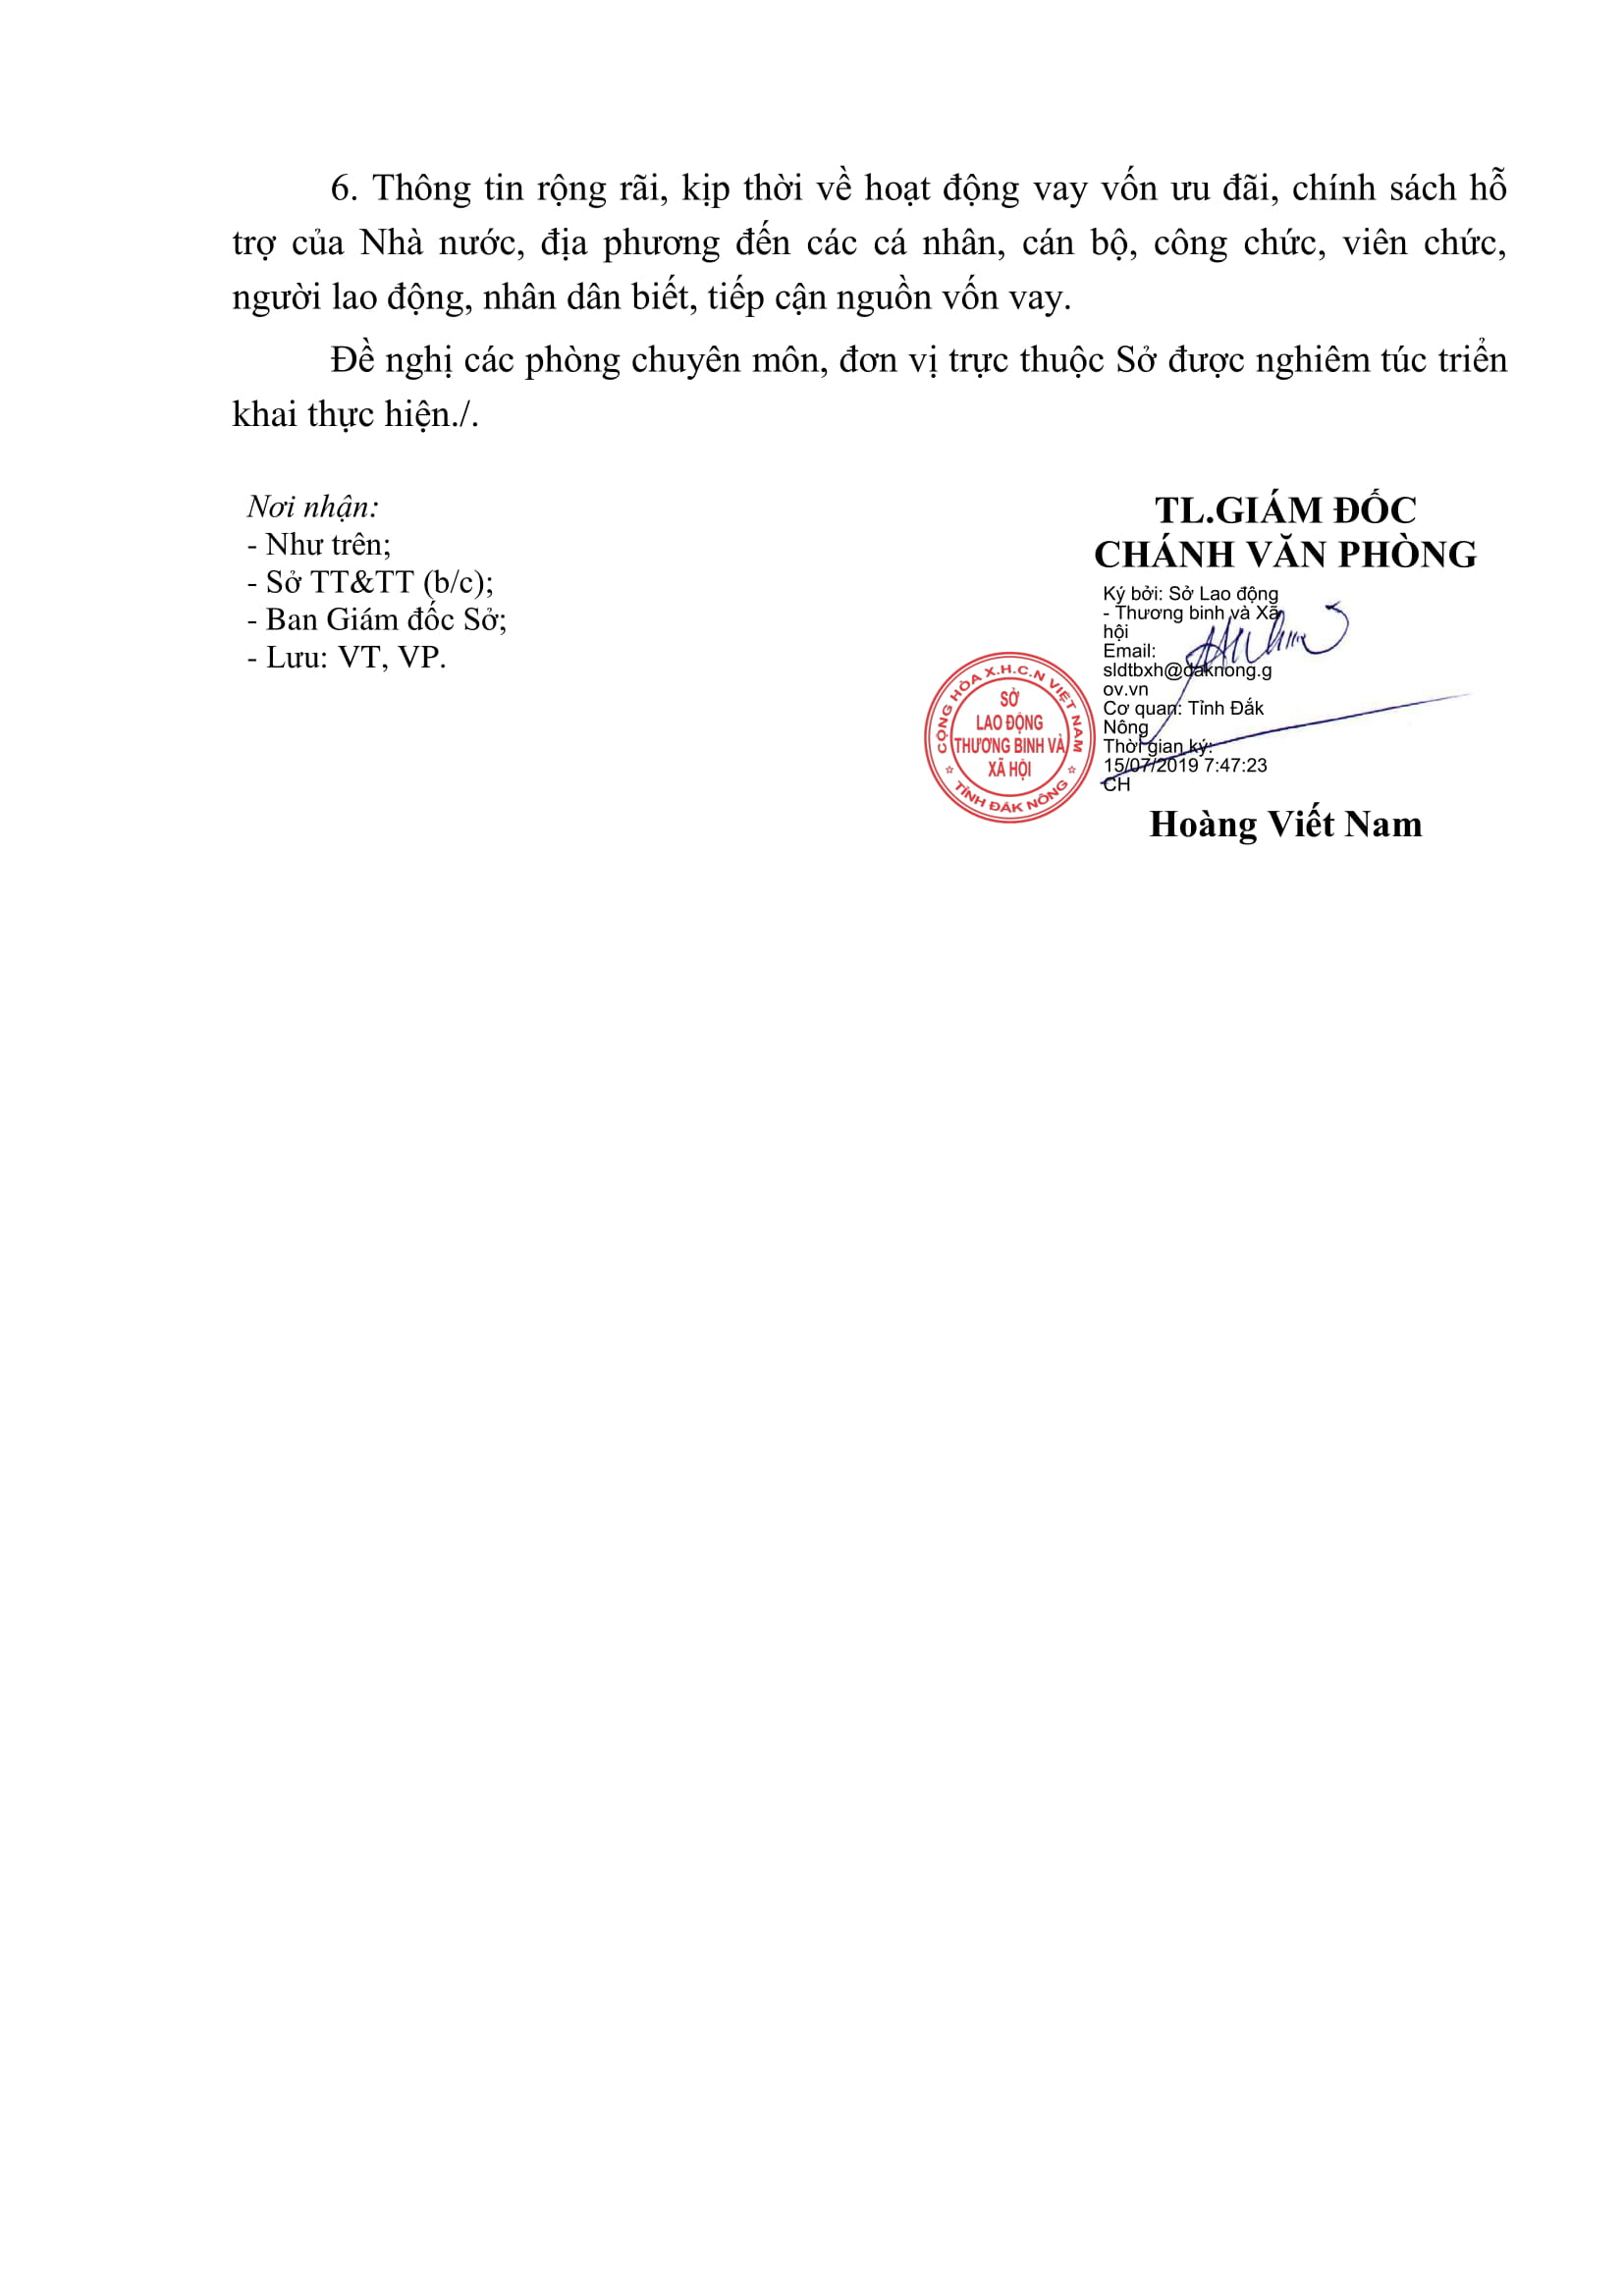 6. Thông tin rộng rãi, kịp thời về hoạt động vay vốn ưu đãi, chính sách hỗ
trợ của Nhà nước, địa phương đến các cá nhân, cán bộ, công chức, viên chức,
người lao động, nhân dân biết, tiếp cận nguồn vốn vay.
Đề nghị các phòng chuyên môn, đơn vị trực thuộc Sở được nghiêm túc triển
khai thực hiện./.
Nơi nhận:
- Như trên;
- Sở TT&TT (b/c);
- Ban Giám đốc Sở;
- Lưu: VT, VP.
TL.GIÁM ĐỐC
CHÁNH VĂN PHÒNG
Ký bởi: Sở Lao động
- Thương binh và Xã
hội
Email:
sldtbxh@daknong.g
ov.vn
Cơ quan: Tỉnh Đắk
Nông
Thời gian ký:
15/07/2019 7:47:23
CH
CỘNG HÒA X.H.C.N VIỆT NAM
SỞ
LAO ĐỘNG
THƯƠNG BINH VÀ
XÃ HỘI
TỈNH ĐẮK NÔNG
Hoàng Viết Nam